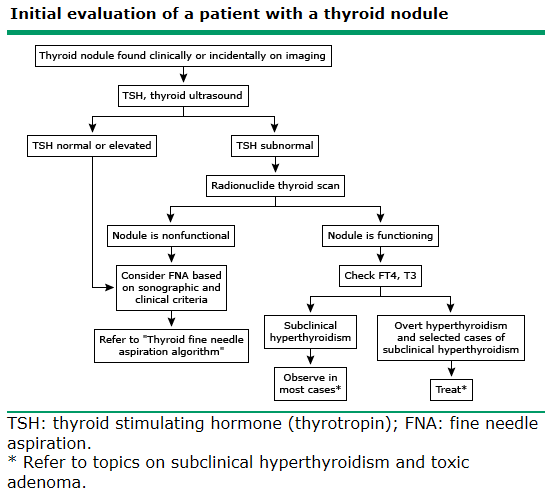 Initial evaluation of a patient with a thyroid nodule
Thyroid nodule found clinically or incidentally on imaging
TSH, thyroid ultrasound
TSH normal or elevated
TSH subnormal
Radionuclide thyroid scan
Nodule is nonfunctional
Nodule is functioning
Consider FNA based
on sonographic and
clinical criteria
Check FT4, T3
Refer to "Thyroid fine needle
aspiration algorithm"
Subclinical
hyperthyroidism
Overt hyperthyroidism
and selected cases of
subclinical hyperthyroidism
Observe in
most cases*
Treat*
TSH: thyroid stimulating hormone (thyrotropin); FNA: fine needle
aspiration.
* Refer to topics on subclinical hyperthyroidism and toxic
adenoma.